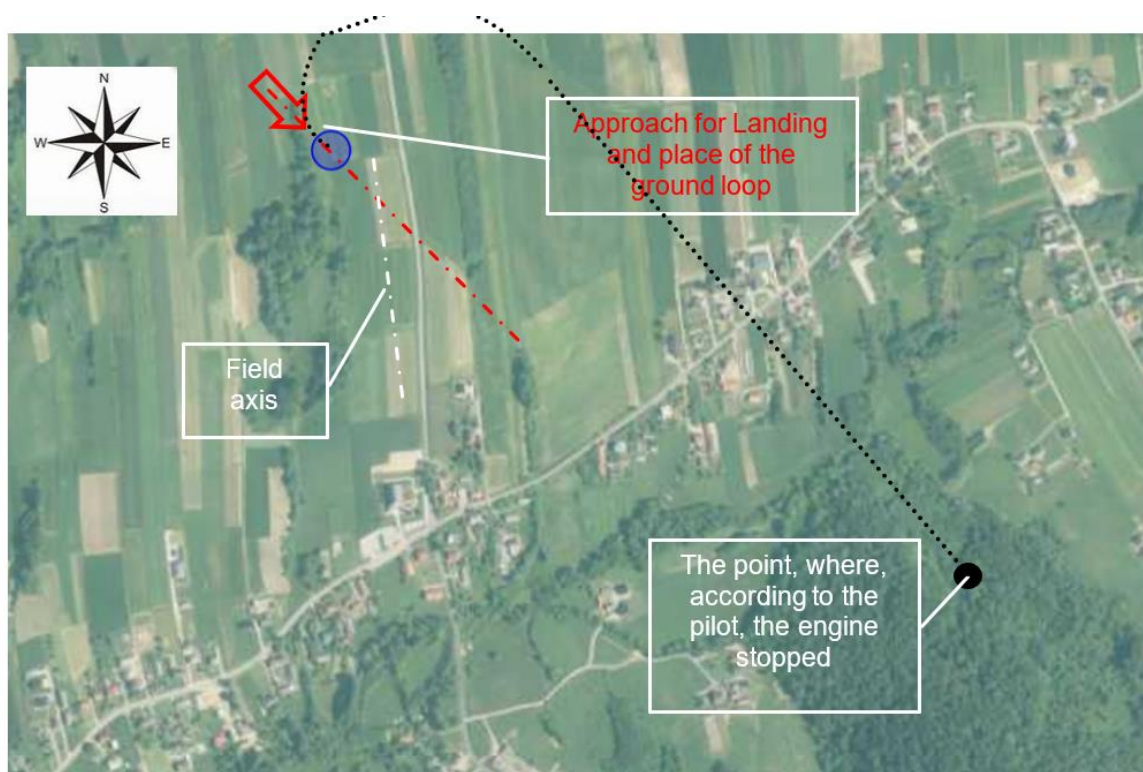 N
W
E
S
Approach for Landing
and place of the
ground loop
Field
axis
The point, where,
according to the
pilot, the engine
stopped